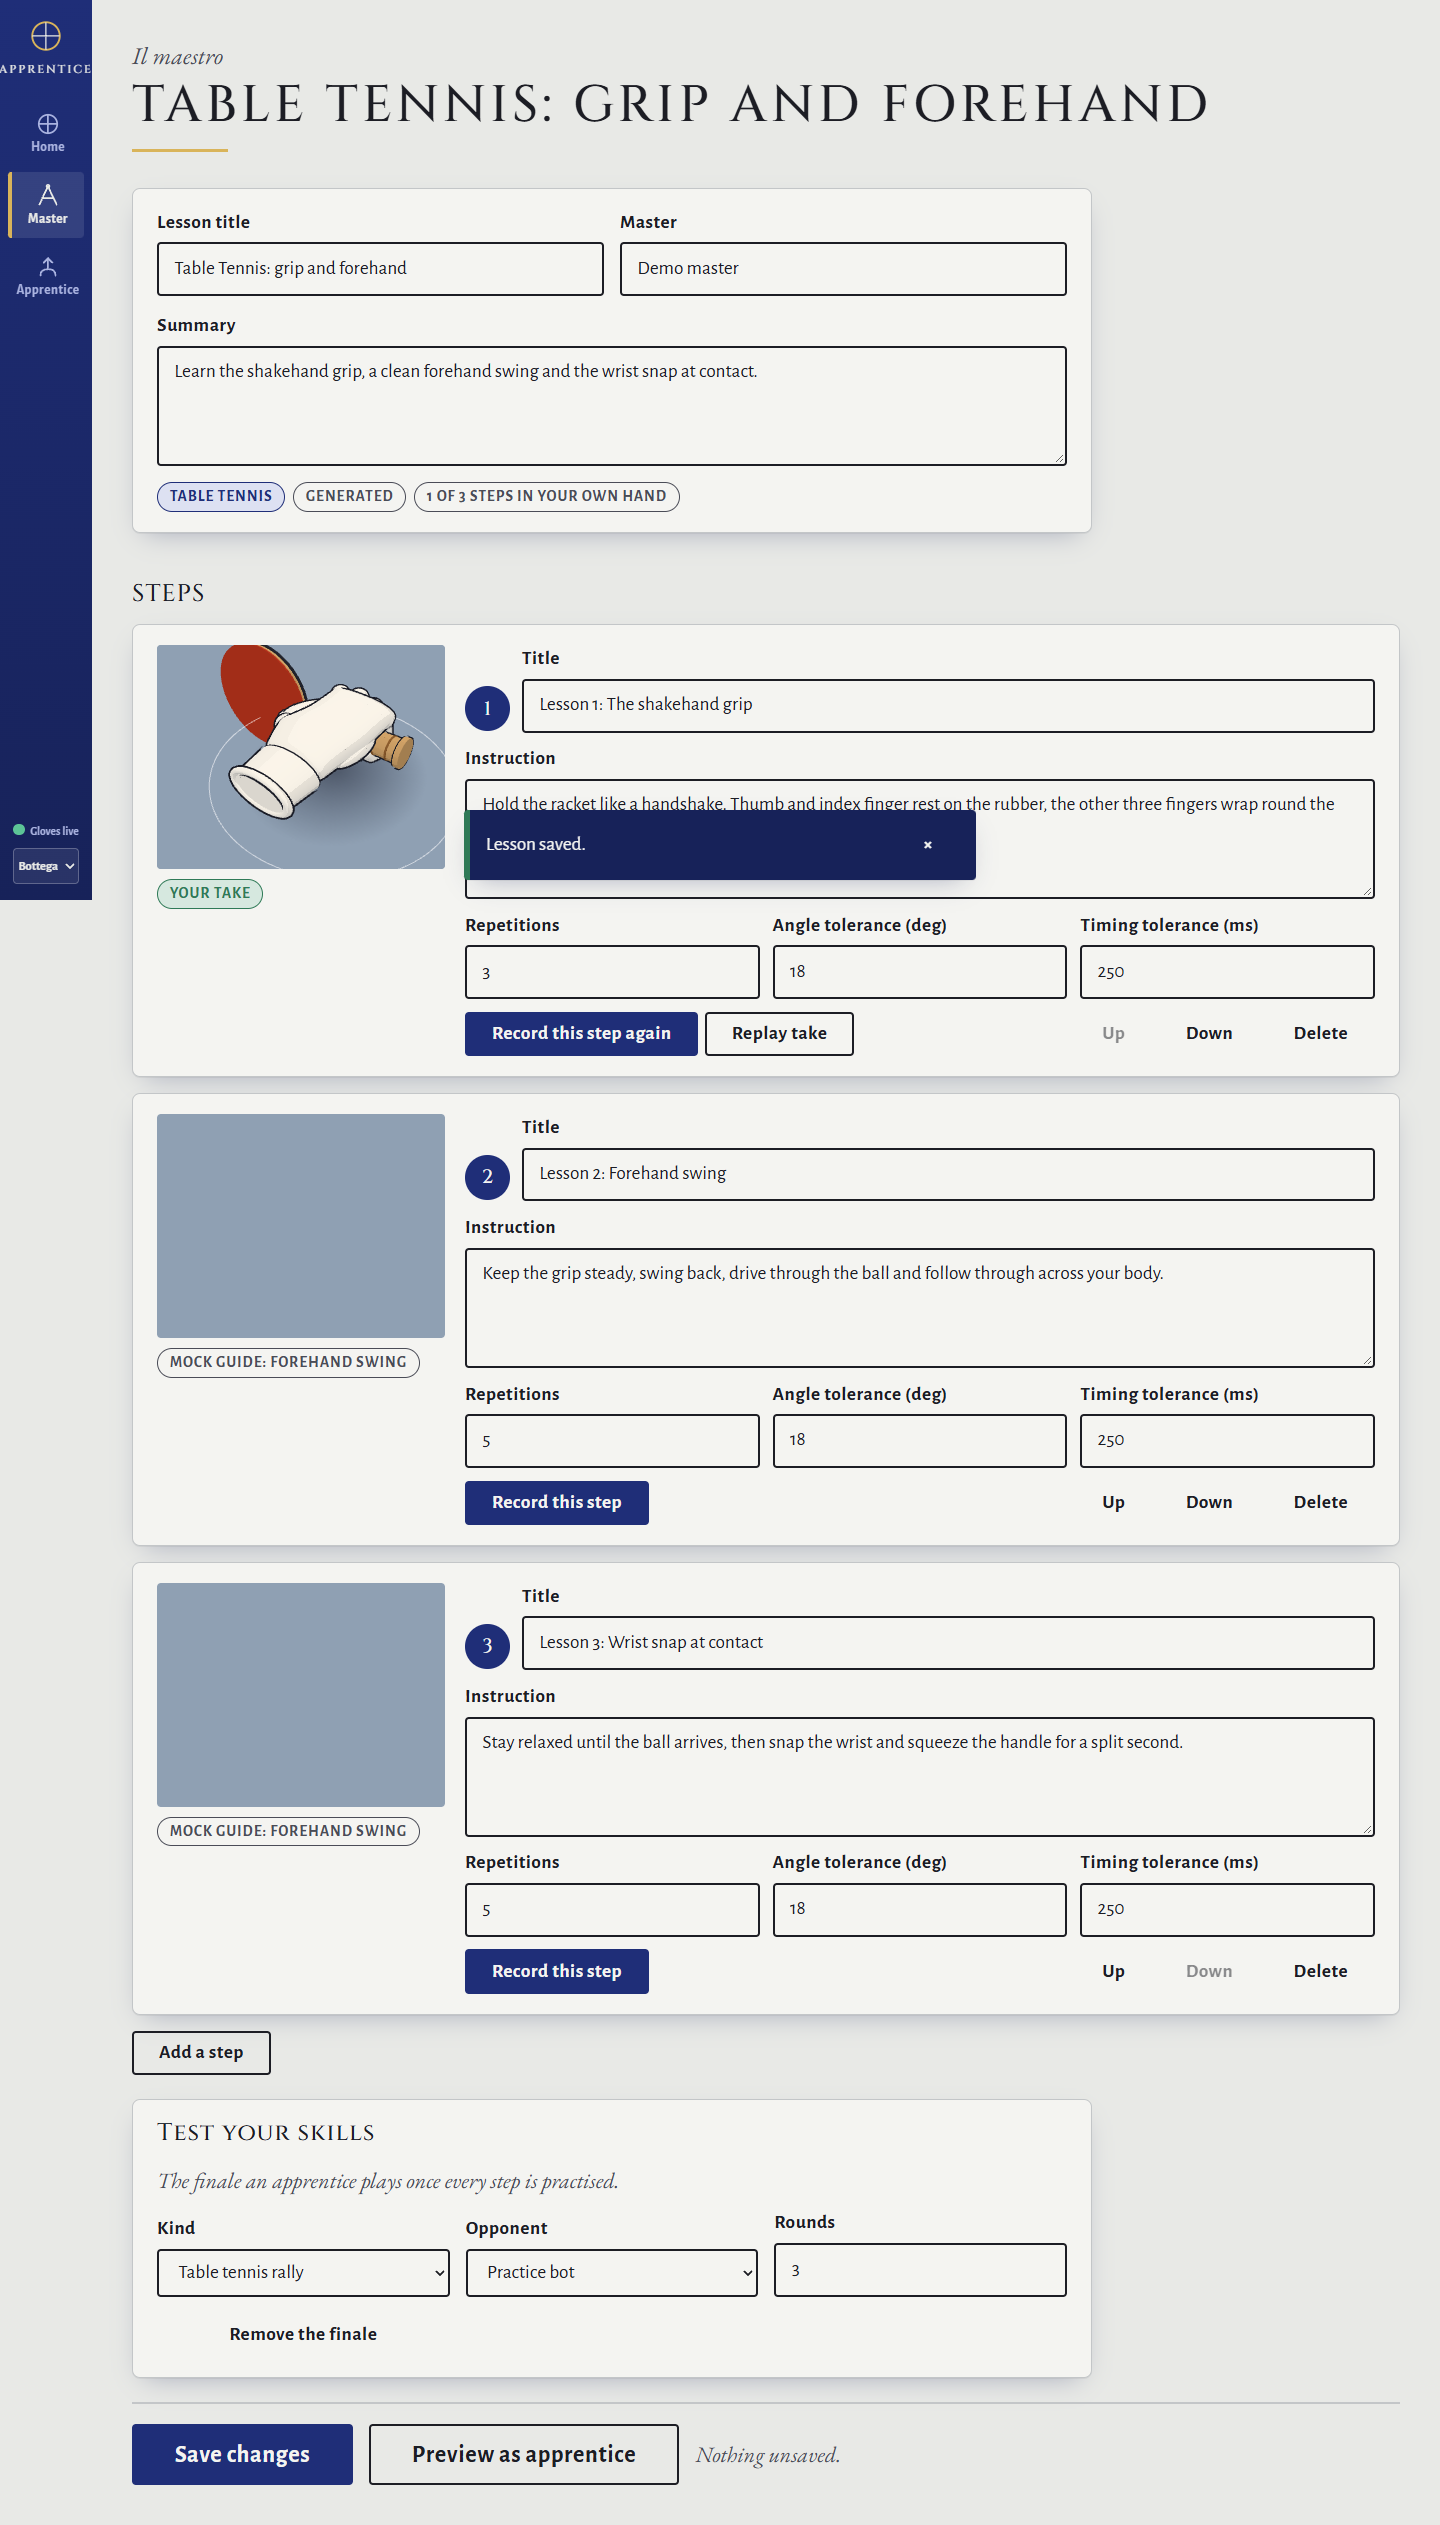 APPRENTICE
Home
Master
Apprentice
Gloves live
Bottega
Il maestro
TABLE TENNIS: GRIP AND FOREHAND
Lesson title
Master
Table Tennis: grip and forehand
Demo master
Summary
Learn the shakehand grip, a clean forehand swing and the wrist snap at contact.
TABLE TENNIS
GENERATED
1 OF 3 STEPS IN YOUR OWN HAND
STEPS
YOUR TAKE
Title
1
Lesson 1: The shakehand grip
Instruction
Hold the racket like a handshake. Thumb and index finger rest on the rubber, the other three fingers wrap round the
Lesson saved.
×
Repetitions
Angle tolerance (deg)
Timing tolerance (ms)
3
18
250
Record this step again
Replay take
Up
Down
Delete
MOCK GUIDE: FOREHAND SWING
Title
2
Lesson 2: Forehand swing
Instruction
Keep the grip steady, swing back, drive through the ball and follow through across your body.
Repetitions
Angle tolerance (deg)
Timing tolerance (ms)
5
18
250
Record this step
Up
Down
Delete
MOCK GUIDE: FOREHAND SWING
Title
3
Lesson 3: Wrist snap at contact
Instruction
Stay relaxed until the ball arrives, then snap the wrist and squeeze the handle for a split second.
Repetitions
Angle tolerance (deg)
Timing tolerance (ms)
5
18
250
Record this step
Up
Down
Delete
Add a step
TEST YOUR SKILLS
The finale an apprentice plays once every step is practised.
Kind
Opponent
Rounds
Table tennis rally
Practice bot
3
Remove the finale
Save changes
Preview as apprentice
Nothing unsaved.